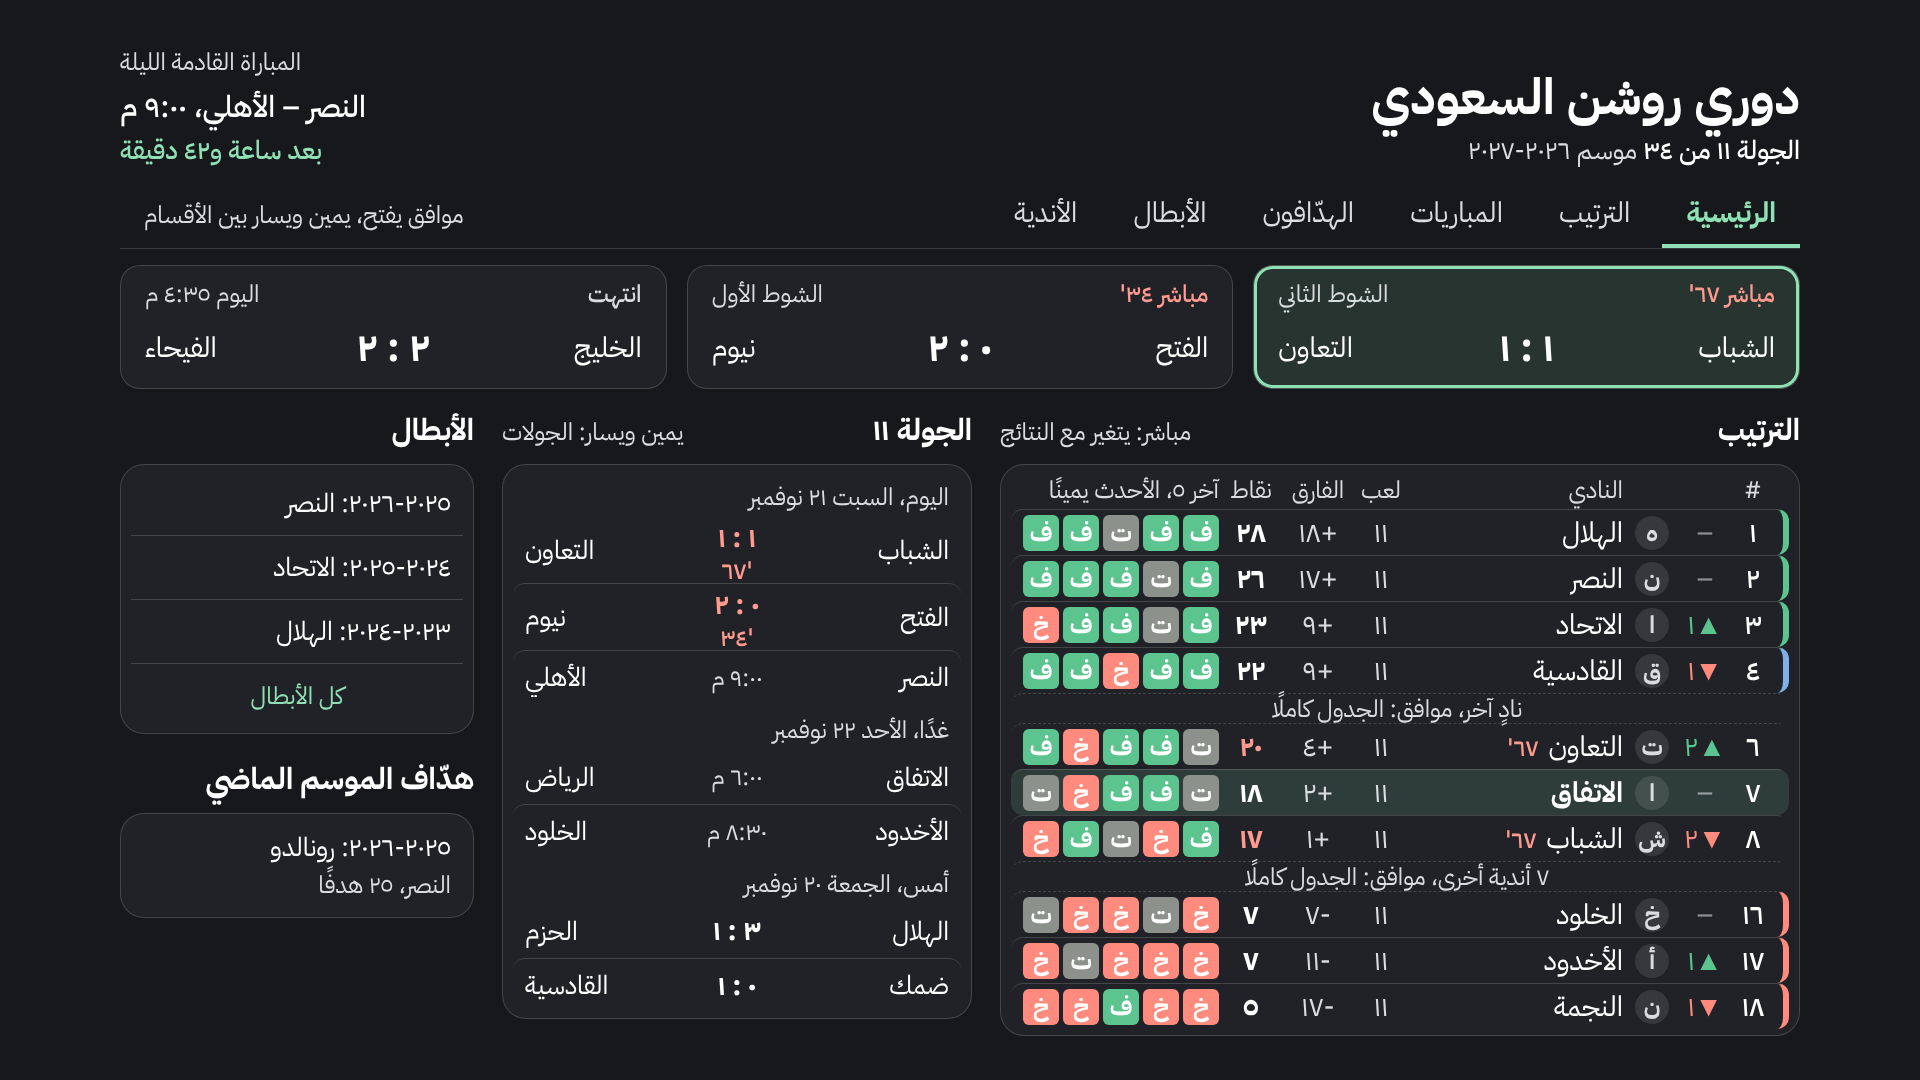 دوري روشن السعودي
الجولة ١١ من ٣٤ موسم ٢٠٢٦-٢٠٢٧
المباراة القادمة الليلة
النصر – الأهلي، ٩:٠٠ م
بعد ساعة و٤٢ دقيقة
الرئيسية الترتيب المباريات الهدّافون الأبطال الأندية
موافق يفتح، يمين ويسار بين الأقسام
مباشر ٦٧' الشوط الثاني
الشباب ١ : ١ التعاون
مباشر ٣٤' الشوط الأول
الفتح ٠ : ٢ نيوم
انتهت اليوم ٤:٣٥ م
الخليج ٢ : ٢ الفيحاء
الترتيب مباشر: يتغير مع النتائج
# النادي لعب الفارق نقاط آخر ٥، الأحدث يمينًا
١ – ه الهلال ١١ +١٨ ٢٨ ف ف ت ف ف
٢ – ن النصر ١١ +١٧ ٢٦ ف ت ف ف ف
٣ ▲١ ا الاتحاد ١١ +٩ ٢٣ ف ت ف ف خ
٤ ▼١ ق القادسية ١١ +٩ ٢٢ ف ف خ ف ف
نادٍ آخر، موافق: الجدول كاملًا
٦ ▲٢ ت التعاون ٦٧' ١١ +٤ ٢٠ ت ف ف خ ف
٧ – ا الاتفاق ١١ +٢ ١٨ ت ف ف خ ت
٨ ▼٢ ش الشباب ٦٧' ١١ +١ ١٧ ف خ ت ف خ
٧ أندية أخرى، موافق: الجدول كاملًا
١٦ – خ الخلود ١١ -٧ ٧ خ ت خ خ ت
١٧ ▲١ أ الأخدود ١١ -١١ ٧ خ خ خ ت خ
١٨ ▼١ ن النجمة ١١ -١٧ ٥ خ خ ف خ خ
الجولة ١١ يمين ويسار: الجولات
اليوم، السبت ٢١ نوفمبر
الشباب ١ : ١ التعاون
٦٧'
الفتح ٠ : ٢ نيوم
٣٤'
النصر ٩:٠٠ م الأهلي
غدًا، الأحد ٢٢ نوفمبر
الاتفاق ٦:٠٠ م الرياض
الأخدود ٨:٣٠ م الخلود
أمس، الجمعة ٢٠ نوفمبر
الهلال ٣ : ١ الحزم
ضمك ٠ : ١ القادسية
الأبطال
٢٠٢٥-٢٠٢٦: النصر
٢٠٢٤-٢٠٢٥: الاتحاد
٢٠٢٣-٢٠٢٤: الهلال
كل الأبطال
هدّاف الموسم الماضي
٢٠٢٥-٢٠٢٦: رونالدو
النصر، ٢٥ هدفًا